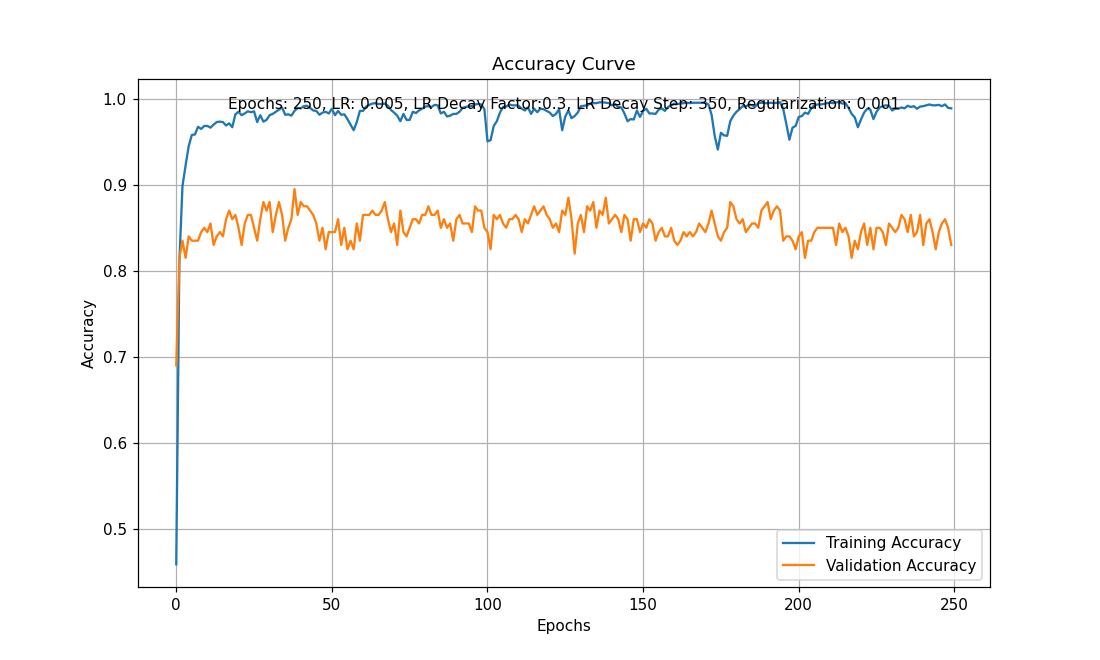 Accuracy Curve
Epochs: 250, LR: 0.005, LR Decay Factor:0.3, LR Decay Step: 350, Regularization: 0.001
1.0
0.9
0.8
0.7
0.6
0.5
Accuracy
Training Accuracy
Validation Accuracy
0 50 100 150 200 250
Epochs